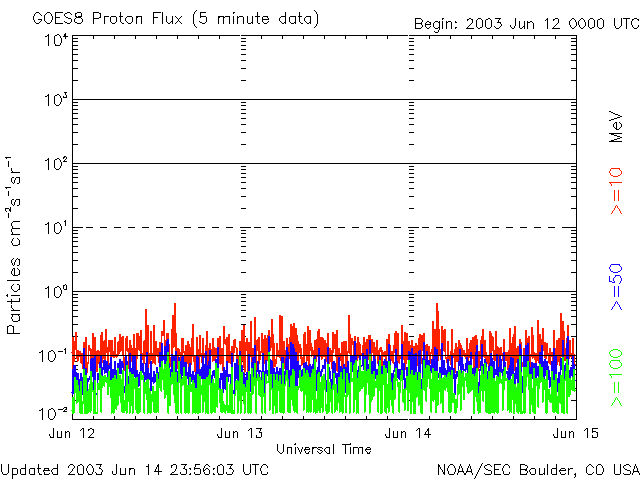 GOES8 Proton Flux (5 minute data)
Begin: 2003 Jun 12 0000 UTC
10⁴
10³
10²
10¹
10⁰
10⁻¹
10⁻²
Particles cm⁻²s⁻¹sr⁻¹
MeV
>=10
>=50
>=100
Jun 12 Jun 13 Jun 14 Jun 15
Universal Time
Updated 2003 Jun 14 23:56:03 UTC
NOAA/SEC Boulder, CO USA